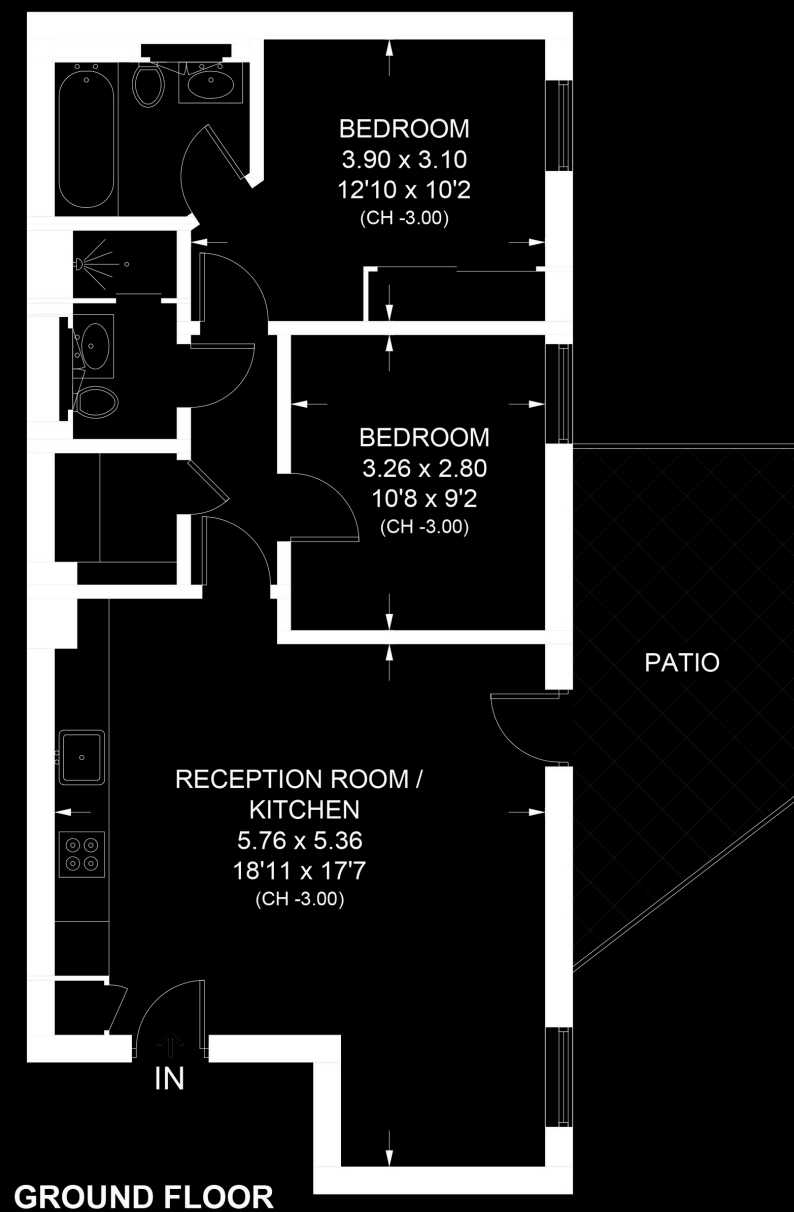 BEDROOM
3.90 x 3.10
12'10 x 10'2
(CH -3.00)
BEDROOM
3.26 x 2.80
10'8 x 9'2
(CH -3.00)
PATIO
RECEPTION ROOM /
KITCHEN
5.76 x 5.36
18'11 x 17'7
(CH -3.00)
IN
GROUND FLOOR